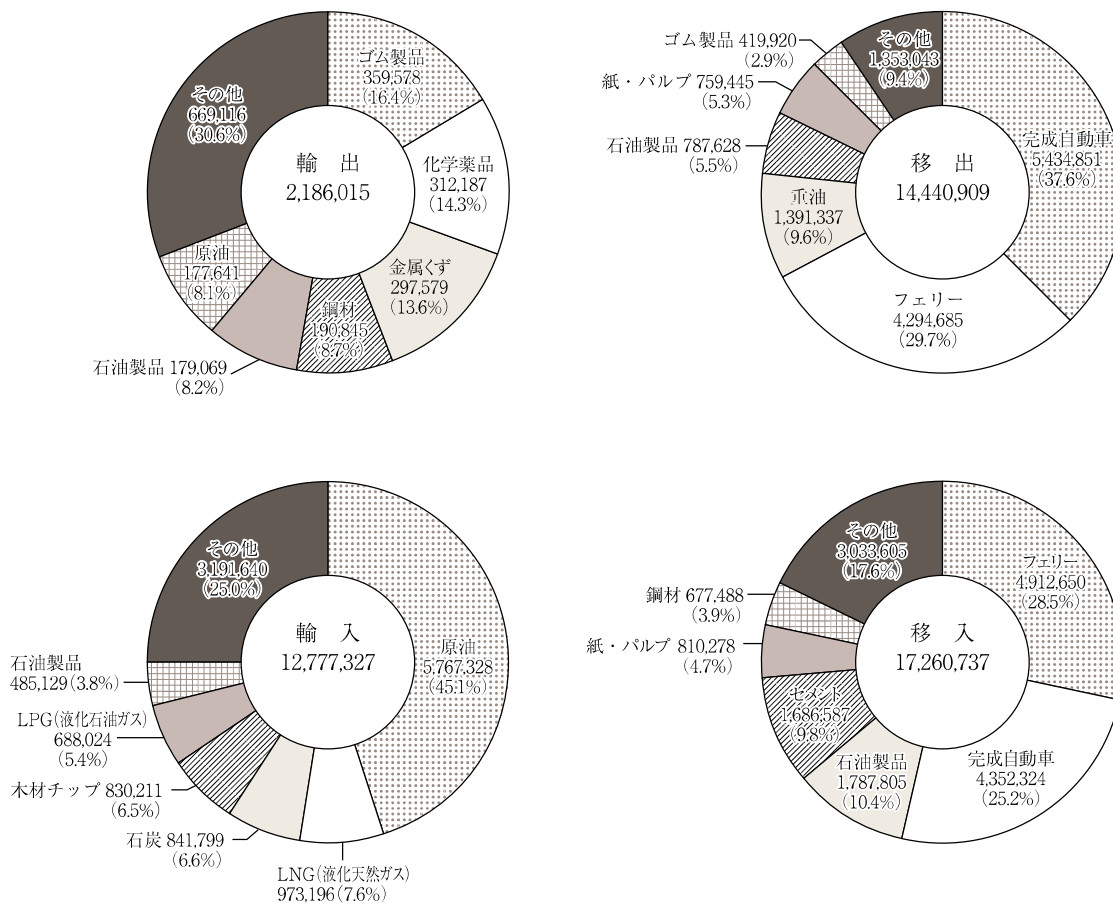 輸 出
2,186,015
ゴム製品
359,578
(16.4%)
化学薬品
312,187
(14.3%)
金属くず
297,579
(13.6%)
鋼材
190,845
(8.7%)
石油製品 179,069
(8.2%)
原油
177,641
(8.1%)
その他
669,116
(30.6%)
移 出
14,440,909
完成自動車
5,434,851
(37.6%)
フェリー
4,294,685
(29.7%)
重油
1,391,337
(9.6%)
石油製品 787,628
(5.5%)
紙・パルプ 759,445
(5.3%)
ゴム製品 419,920
(2.9%)
その他
1,353,043
(9.4%)
輸 入
12,777,327
原油
5,767,328
(45.1%)
LNG(液化天然ガス)
973,196(7.6%)
石炭 841,799
(6.6%)
木材チップ 830,211
(6.5%)
LPG(液化石油ガス)
688,024
(5.4%)
石油製品
485,129(3.8%)
その他
3,191,640
(25.0%)
移 入
17,260,737
フェリー
4,912,650
(28.5%)
完成自動車
4,352,324
(25.2%)
石油製品
1,787,805
(10.4%)
セメント
1,686,587
(9.8%)
紙・パルプ 810,278
(4.7%)
鋼材 677,488
(3.9%)
その他
3,033,605
(17.6%)